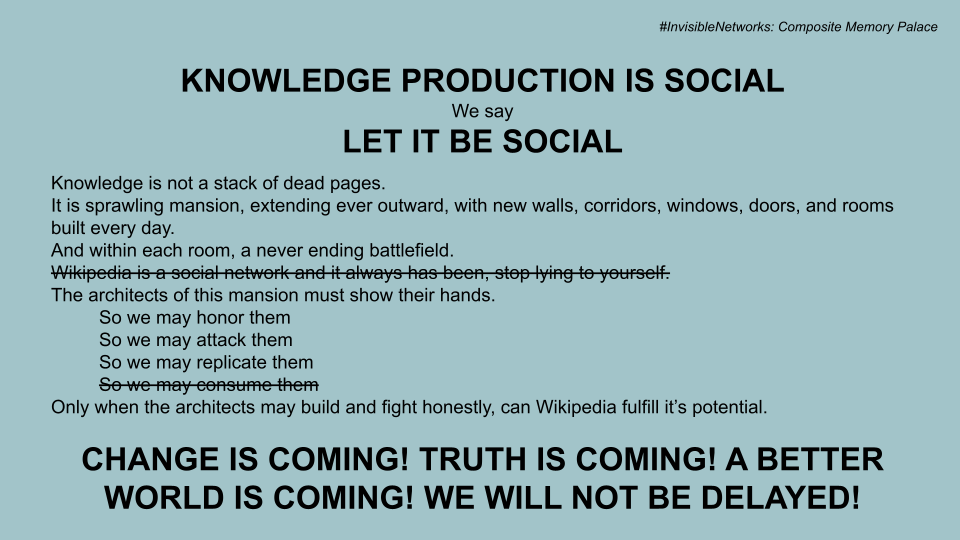 #InvisibleNetworks: Composite Memory Palace
KNOWLEDGE PRODUCTION IS SOCIAL
We say
LET IT BE SOCIAL
Knowledge is not a stack of dead pages.
It is sprawling mansion, extending ever outward, with new walls, corridors, windows, doors, and rooms
built every day.
And within each room, a never ending battlefield.
Wikipedia is a social network and it always has been, stop lying to yourself.
The architects of this mansion must show their hands.
So we may honor them
So we may attack them
So we may replicate them
So we may consume them
Only when the architects may build and fight honestly, can Wikipedia fulfill it's potential.
CHANGE IS COMING! TRUTH IS COMING! A BETTER
WORLD IS COMING! WE WILL NOT BE DELAYED!